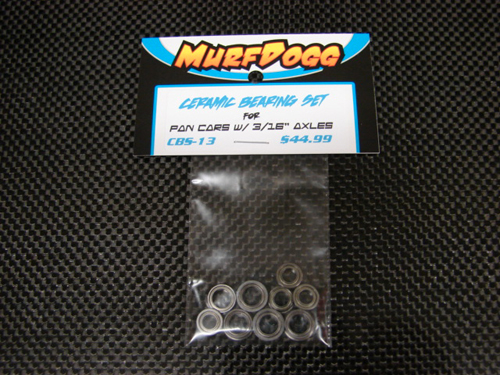 MURFDOGG
CERAMIC BEARING SET
FOR
PAN CARS W/ 3/16" AXLES
CBS-13 $44.99